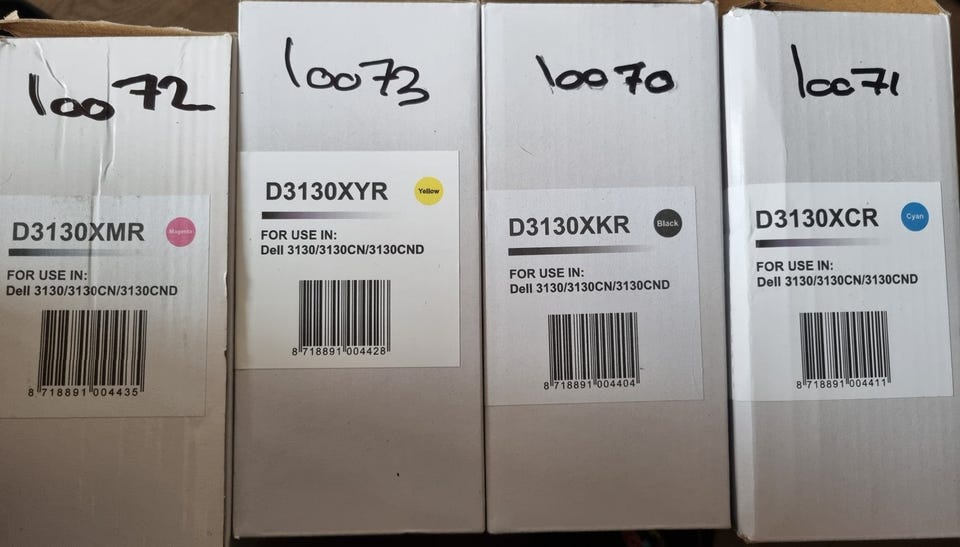 10072
D3130XMR
Magenta
FOR USE IN:
Dell 3130/3130CN/3130CND
8 718891 004435
10073
D3130XYR
Yellow
FOR USE IN:
Dell 3130/3130CN/3130CND
8 718891 004428
10070
D3130XKR
Black
FOR USE IN:
Dell 3130/3130CN/3130CND
8 718891 004404
10071
D3130XCR
Cyan
FOR USE IN:
Dell 3130/3130CN/3130CND
8 718891 004411